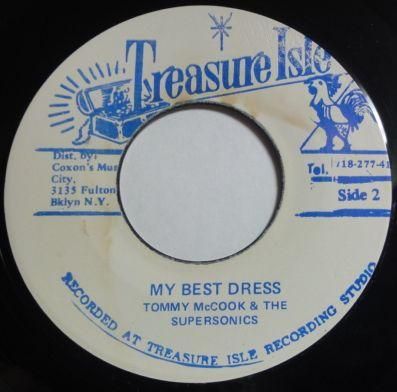 Treasure Isle
Dist. by:
Coxon's Mus
City,
3135 Fulton
Bklyn N.Y.
Tel. 718-277-41
Side 2
MY BEST DRESS
TOMMY McCOOK & THE
SUPERSONICS
RECORDED AT TREASURE ISLE RECORDING STUDIO